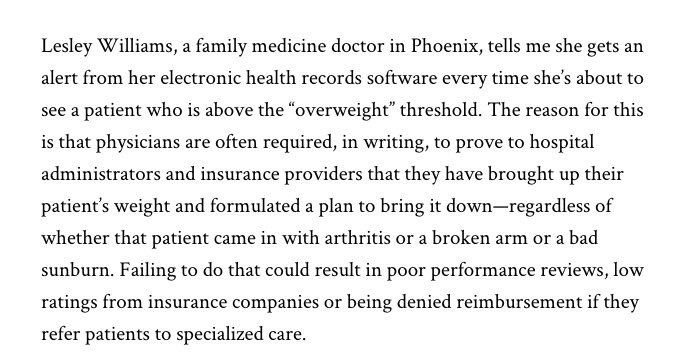 Lesley Williams, a family medicine doctor in Phoenix, tells me she gets an
alert from her electronic health records software every time she’s about to
see a patient who is above the “overweight” threshold. The reason for this
is that physicians are often required, in writing, to prove to hospital
administrators and insurance providers that they have brought up their
patient’s weight and formulated a plan to bring it down—regardless of
whether that patient came in with arthritis or a broken arm or a bad
sunburn. Failing to do that could result in poor performance reviews, low
ratings from insurance companies or being denied reimbursement if they
refer patients to specialized care.